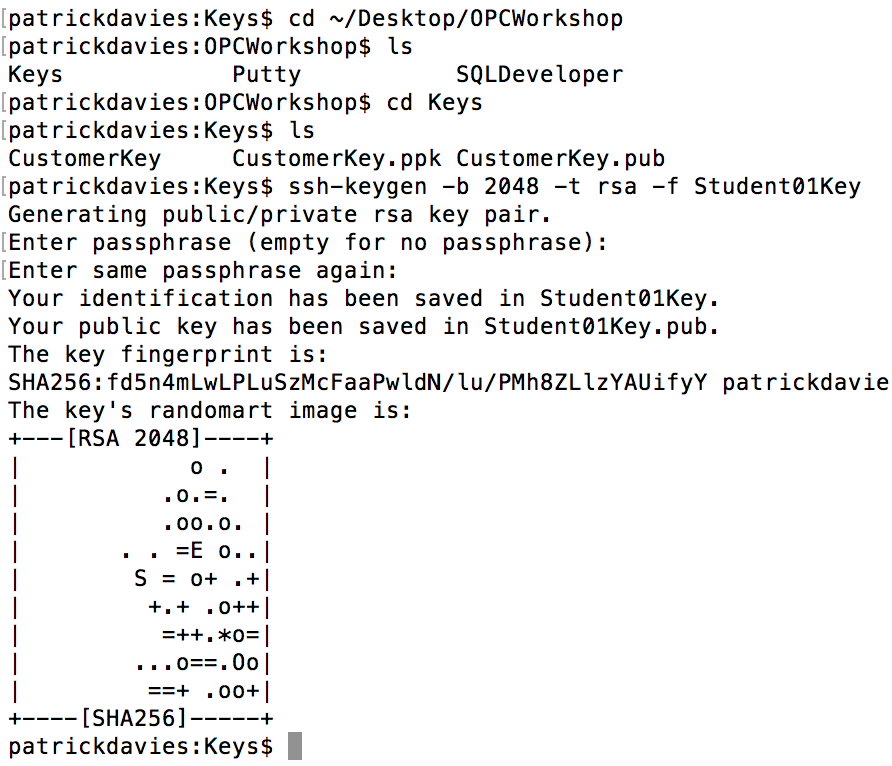 [patrickdavies:Keys$ cd ~/Desktop/OPCWorkshop
[patrickdavies:OPCWorkshop$ ls
Keys            Putty           SQLDeveloper
[patrickdavies:OPCWorkshop$ cd Keys
[patrickdavies:Keys$ ls
CustomerKey     CustomerKey.ppk CustomerKey.pub
[patrickdavies:Keys$ ssh-keygen -b 2048 -t rsa -f Student01Key
Generating public/private rsa key pair.
[Enter passphrase (empty for no passphrase):
[Enter same passphrase again:
Your identification has been saved in Student01Key.
Your public key has been saved in Student01Key.pub.
The key fingerprint is:
SHA256:fd5n4mLwLPLuSzMcFaaPwldN/lu/PMh8ZLlzYAUifyY patrickdavie
The key's randomart image is:
+---[RSA 2048]----+
|            o .  |
|          .o.=.  |
|          .oo.o. |
|       . . =E o..|
|        S = o+ .+|
|         +.+ .o++|
|          =++.*o=|
|        ...o==.Oo|
|         ==+ .oo+|
+----[SHA256]-----+
patrickdavies:Keys$